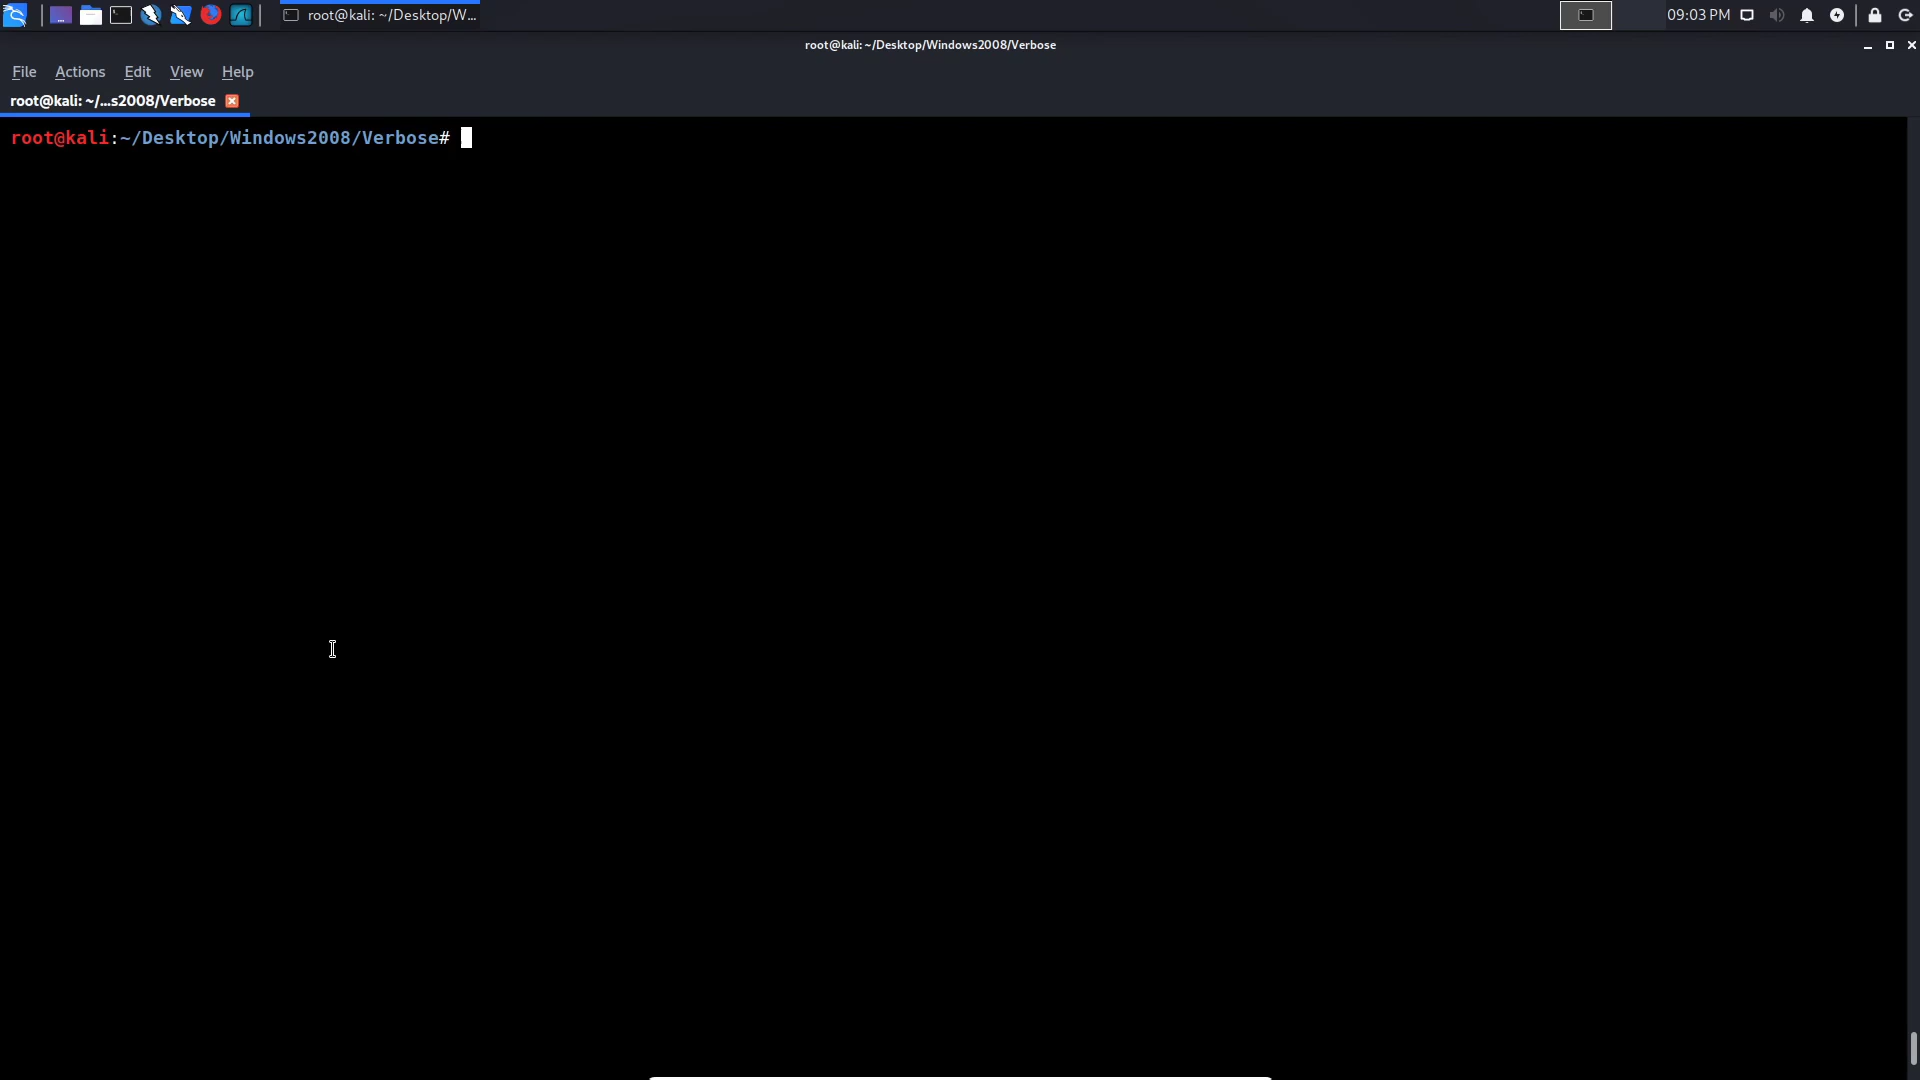 root@kali: ~/Desktop/W...
09:03 PM
root@kali: ~/Desktop/Windows2008/Verbose
File Actions Edit View Help
root@kali: ~/...s2008/Verbose
root@kali:~/Desktop/Windows2008/Verbose#